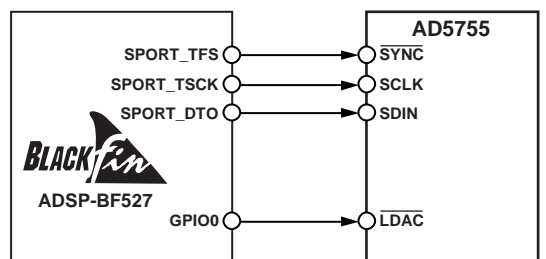 AD5755
SPORT_TFS
SYNC
SPORT_TSCK
SCLK
SPORT_DTO
SDIN
BLACKfin
ADSP-BF527
GPIO0
LDAC